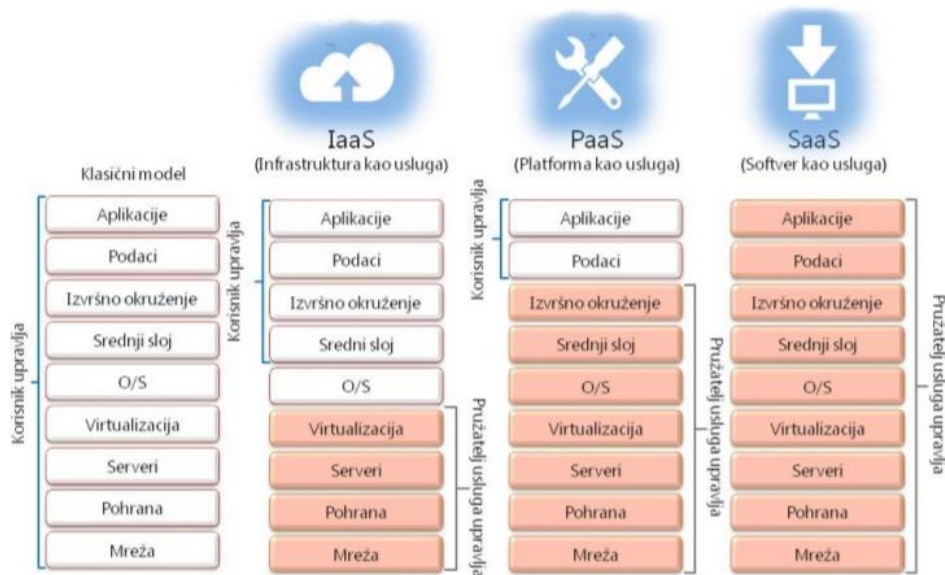 IaaS
(Infrastruktura kao usluga)
PaaS
(Platforma kao usluga)
SaaS
(Softver kao usluga)
Klasični model
Korisnik upravlja
Aplikacije
Podaci
Izvršno okruženje
Srednji sloj
O/S
Virtualizacija
Serveri
Pohrana
Mreža
Korisnik upravlja
Aplikacije
Podaci
Izvršno okruženje
Sredni sloj
O/S
Virtualizacija
Serveri
Pohrana
Mreža
Pružatelj usluga upravlja
Korisnik upravlja
Aplikacije
Podaci
Izvršno okruženje
Srednji sloj
O/S
Virtualizacija
Serveri
Pohrana
Mreža
Pružatelj usluga upravlja
Aplikacije
Podaci
Izvršno okruženje
Srednji sloj
O/S
Virtualizacija
Serveri
Pohrana
Mreža
Pružatelj usluga upravlja